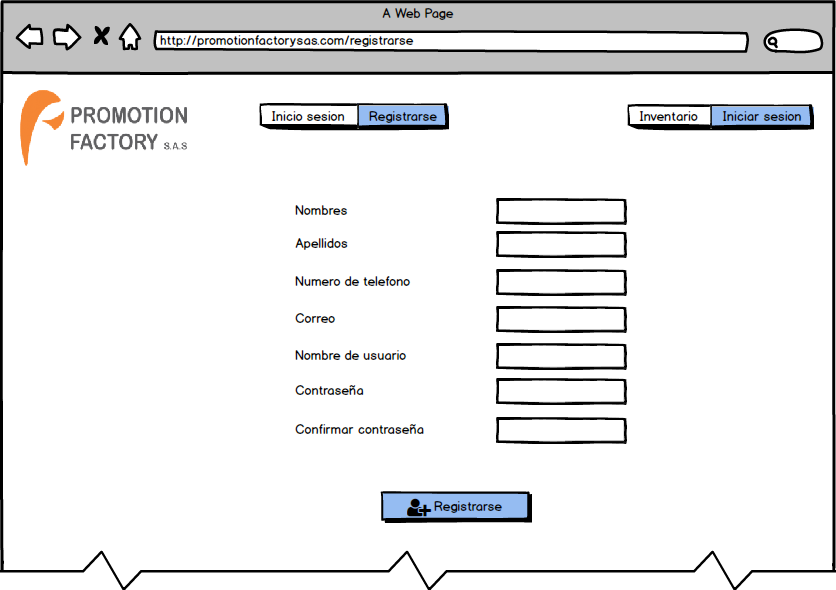 A Web Page
http://promotionfactorysas.com/registrarse
PROMOTION
FACTORY S.A.S
Inicio sesion
Registrarse
Inventario
Iniciar sesion
Nombres
Apellidos
Numero de telefono
Correo
Nombre de usuario
Contraseña
Confirmar contraseña
Registrarse